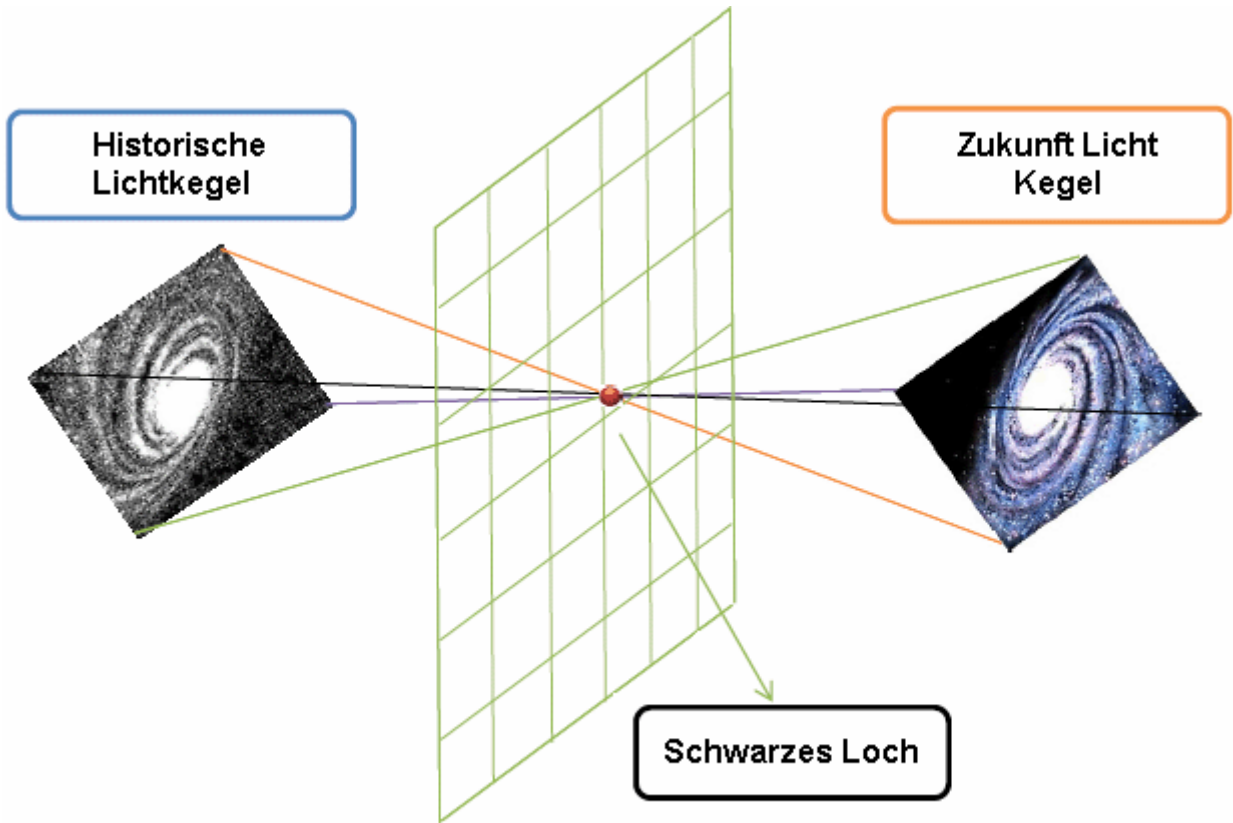 Historische
Lichtkegel
Zukunft Licht
Kegel
Schwarzes Loch